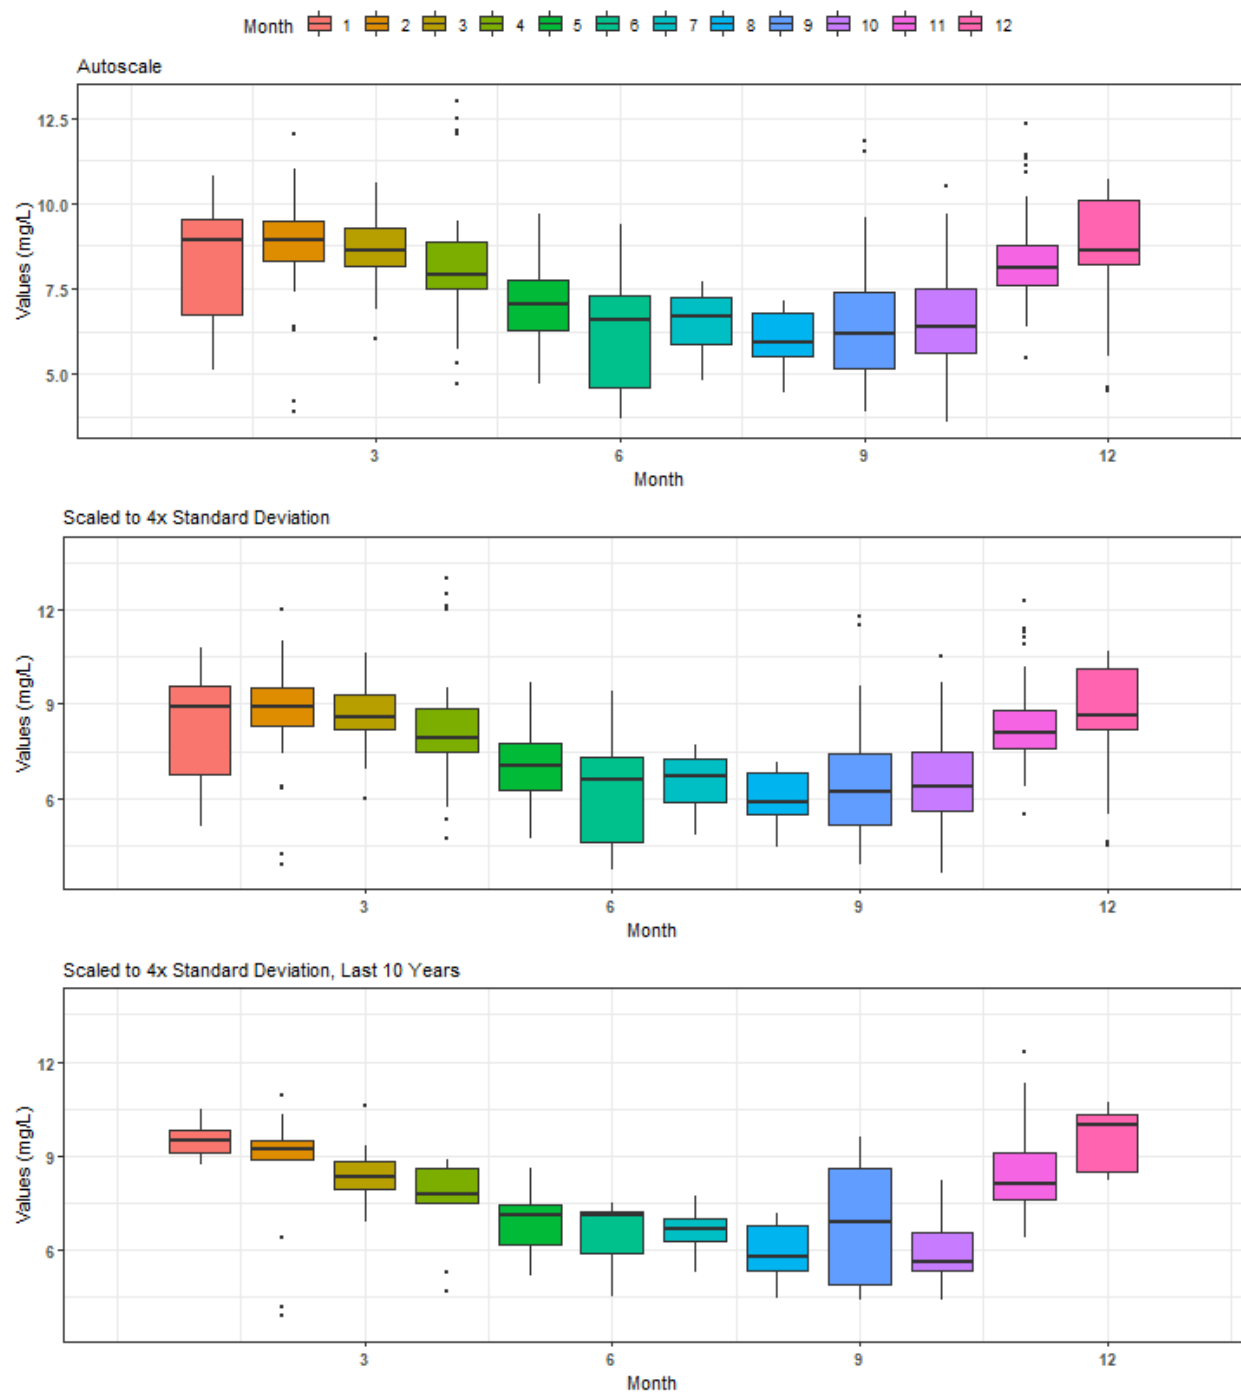 Month 1 2 3 4 5 6 7 8 9 10 11 12
Autoscale
12.5
10.0
7.5
5.0
Values (mg/L)
3 6 9 12
Month
Scaled to 4x Standard Deviation
12
9
6
Values (mg/L)
3 6 9 12
Month
Scaled to 4x Standard Deviation, Last 10 Years
12
9
6
Values (mg/L)
3 6 9 12
Month